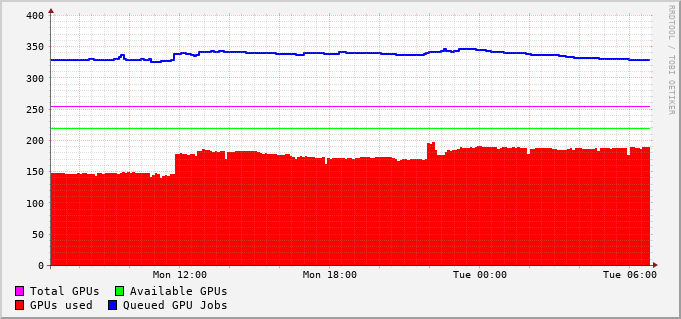 400
350
300
250
200
150
100
50
0
Mon 12:00 Mon 18:00 Tue 00:00 Tue 06:00
Total GPUs Available GPUs
GPUs used Queued GPU Jobs
RRDTOOL / TOBI OETIKER